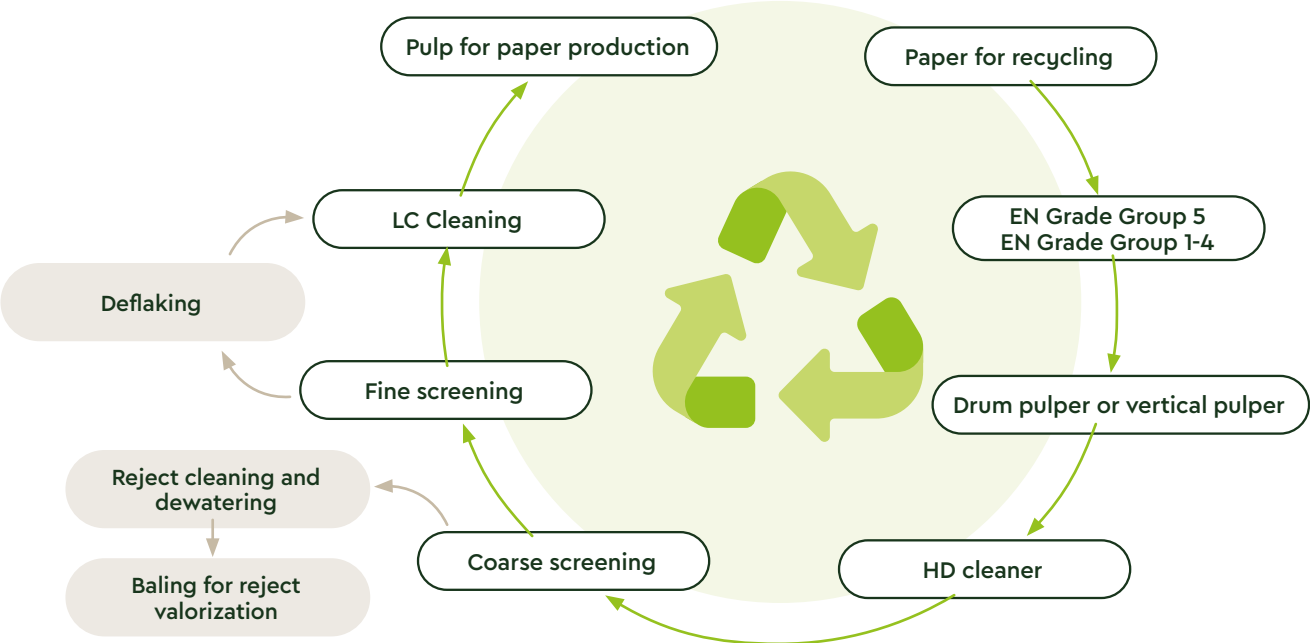 Pulp for paper production
Paper for recycling
LC Cleaning
EN Grade Group 5
EN Grade Group 1-4
Deflaking
Fine screening
Drum pulper or vertical pulper
Reject cleaning and
dewatering
Coarse screening
HD cleaner
Baling for reject
valorization